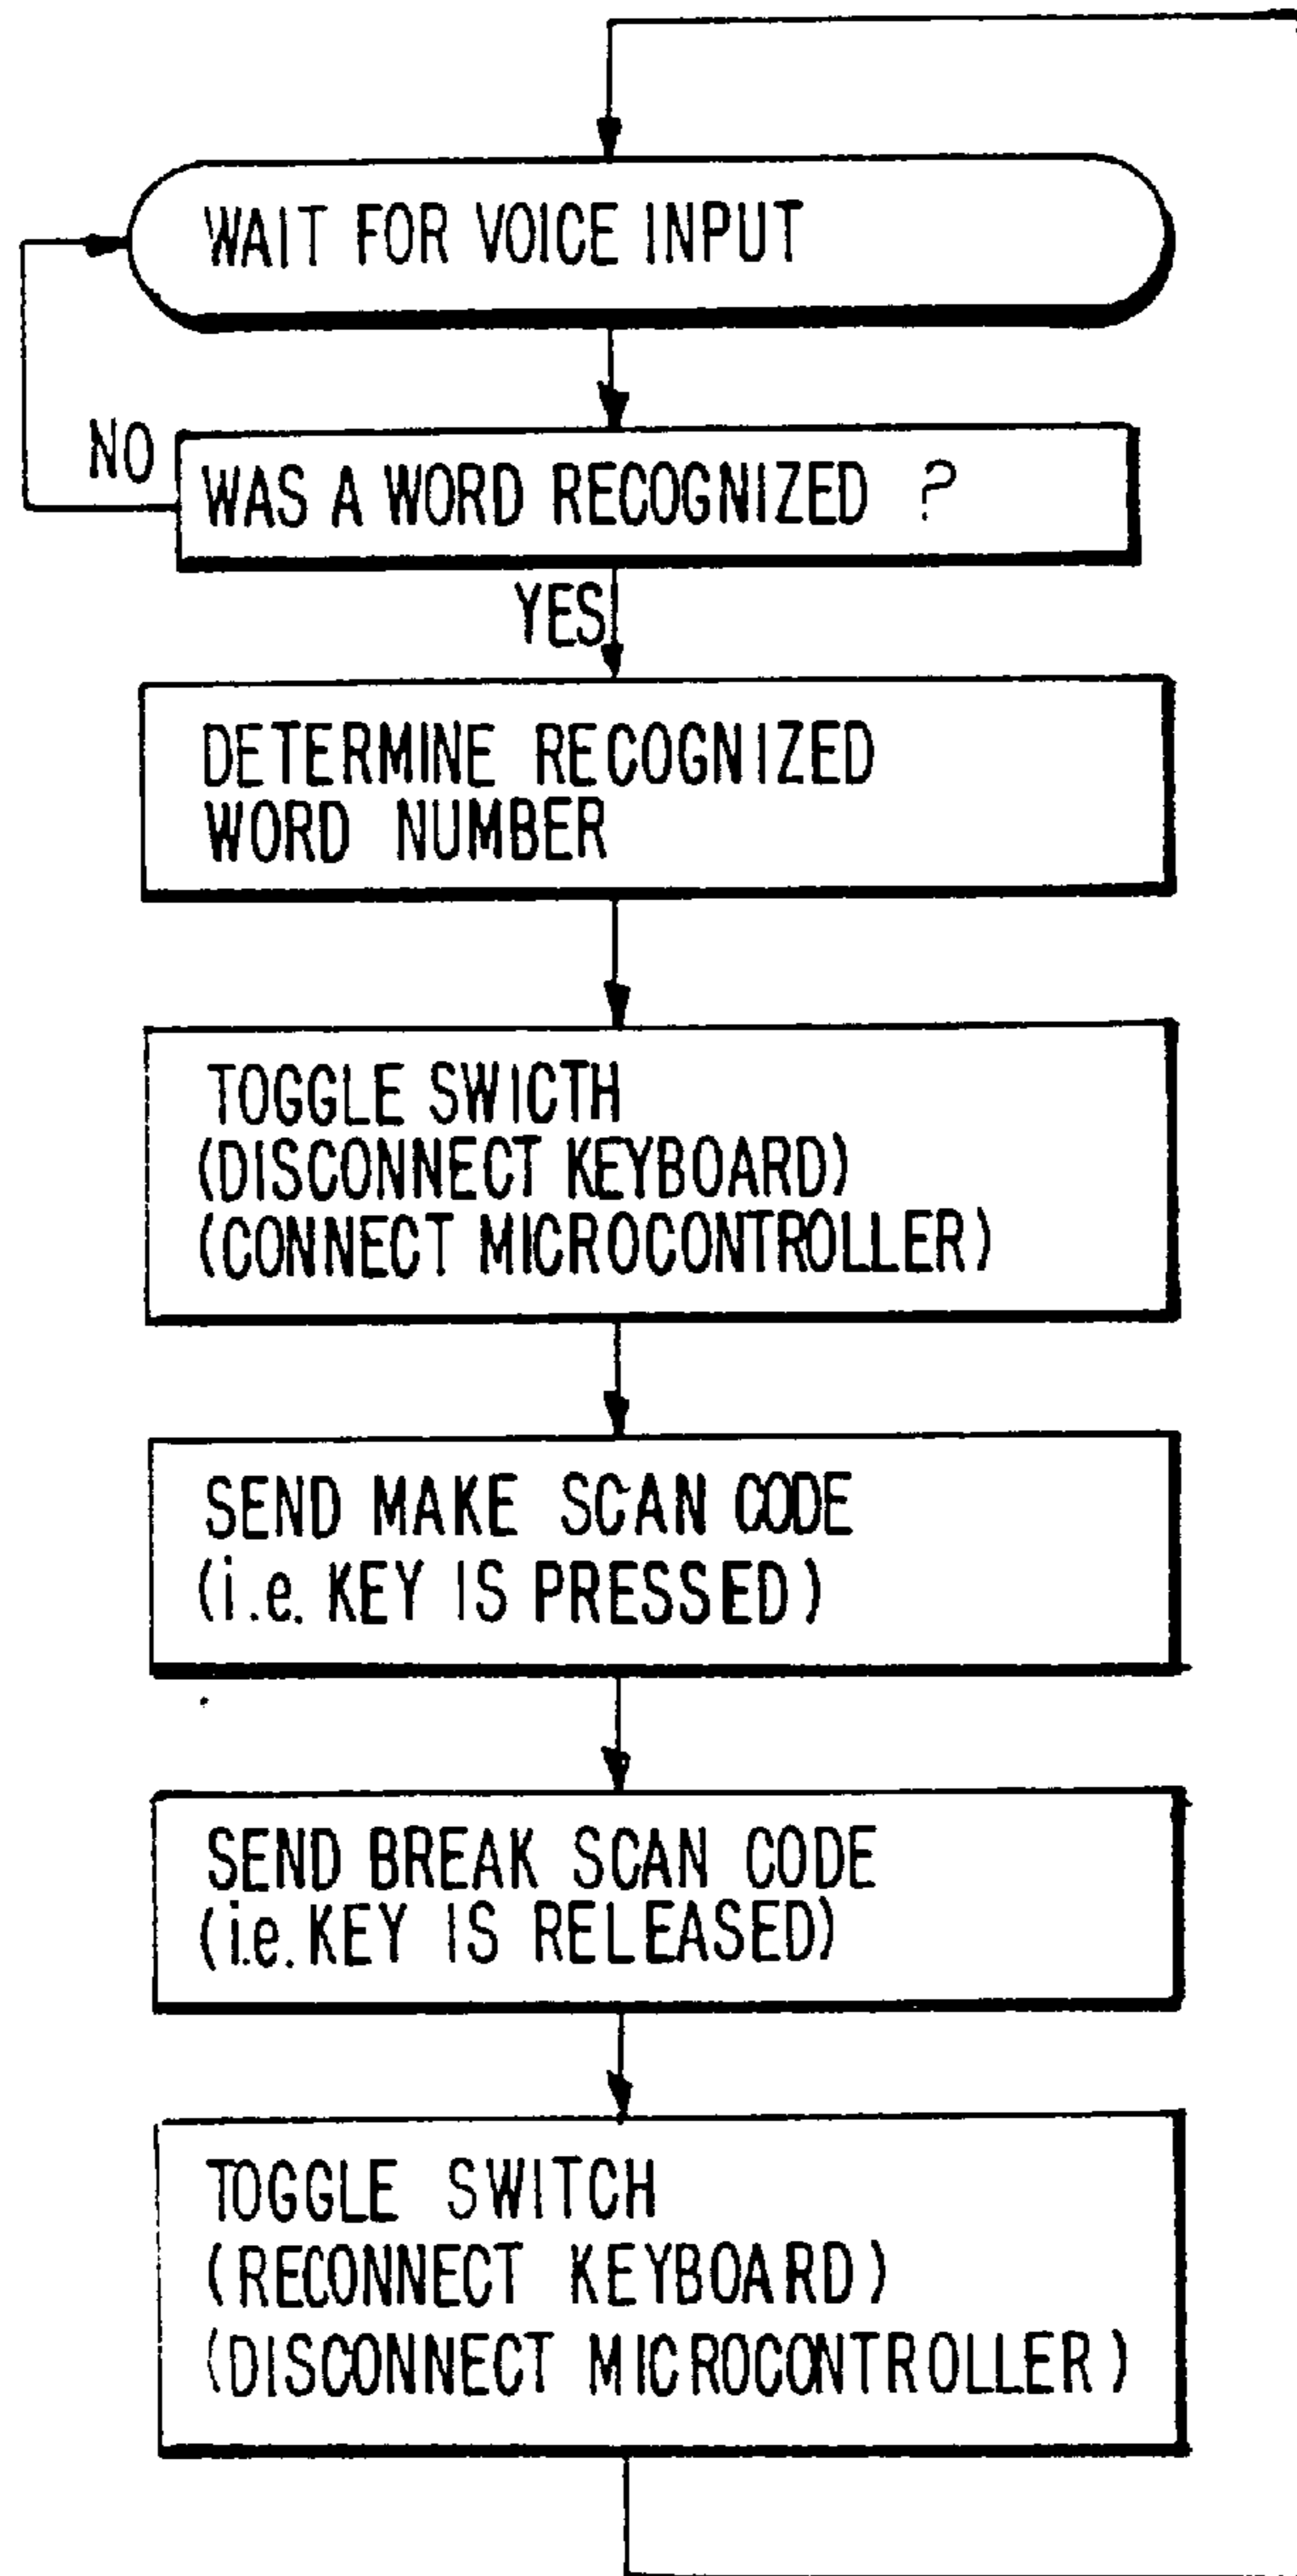 WAIT FOR VOICE INPUT
NO
WAS A WORD RECOGNIZED ?
YES
DETERMINE RECOGNIZED
WORD NUMBER
TOGGLE SWICTH
(DISCONNECT KEYBOARD)
(CONNECT MICROCONTROLLER)
SEND MAKE SCAN CODE
(i.e. KEY IS PRESSED)
SEND BREAK SCAN CODE
(i.e. KEY IS RELEASED)
TOGGLE SWITCH
(RECONNECT KEYBOARD)
(DISCONNECT MICROCONTROLLER)